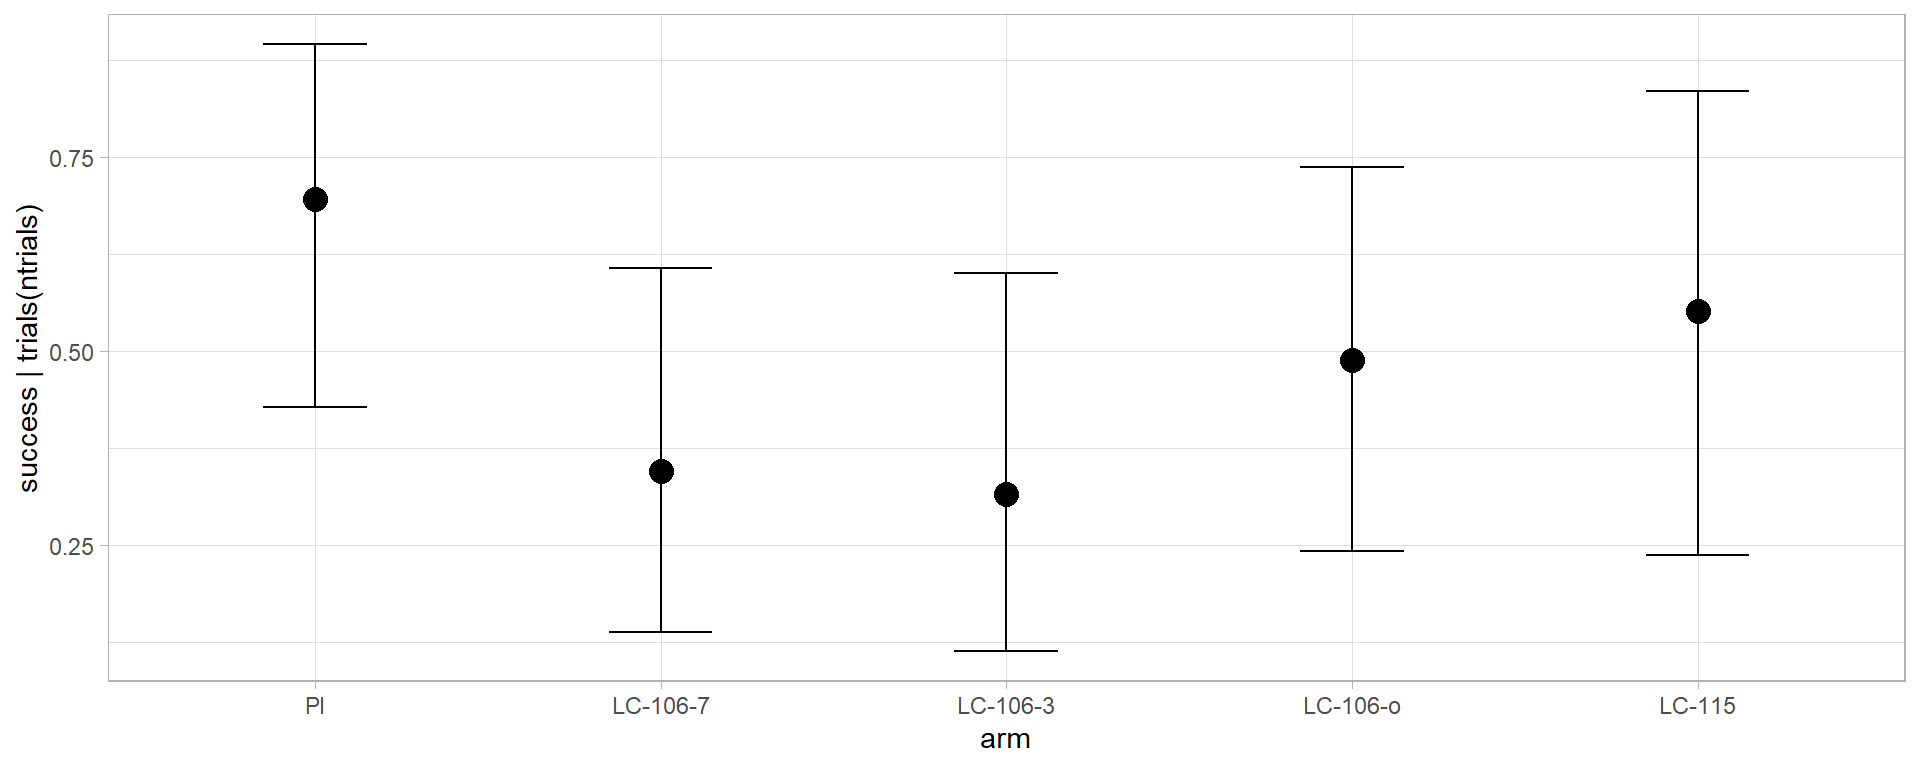 success | trials(ntrials)
0.75
0.50
0.25
Pl
LC-106-7
LC-106-3
LC-106-o
LC-115
arm